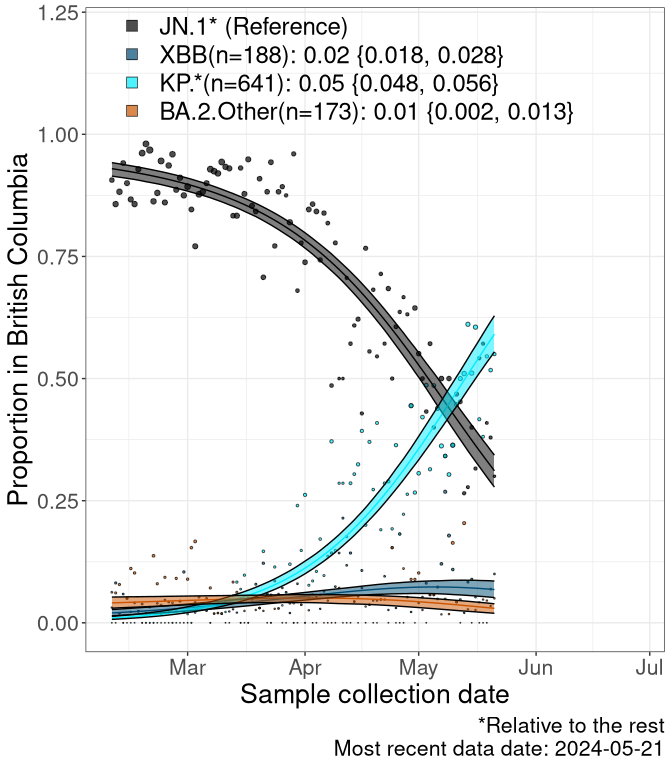 JN.1* (Reference)
XBB(n=188): 0.02 {0.018, 0.028}
KP.*(n=641): 0.05 {0.048, 0.056}
BA.2.Other(n=173): 0.01 {0.002, 0.013}
Proportion in British Columbia
1.25
1.00
0.75
0.50
0.25
0.00
Mar Apr May Jun Jul
Sample collection date
*Relative to the rest
Most recent data date: 2024-05-21